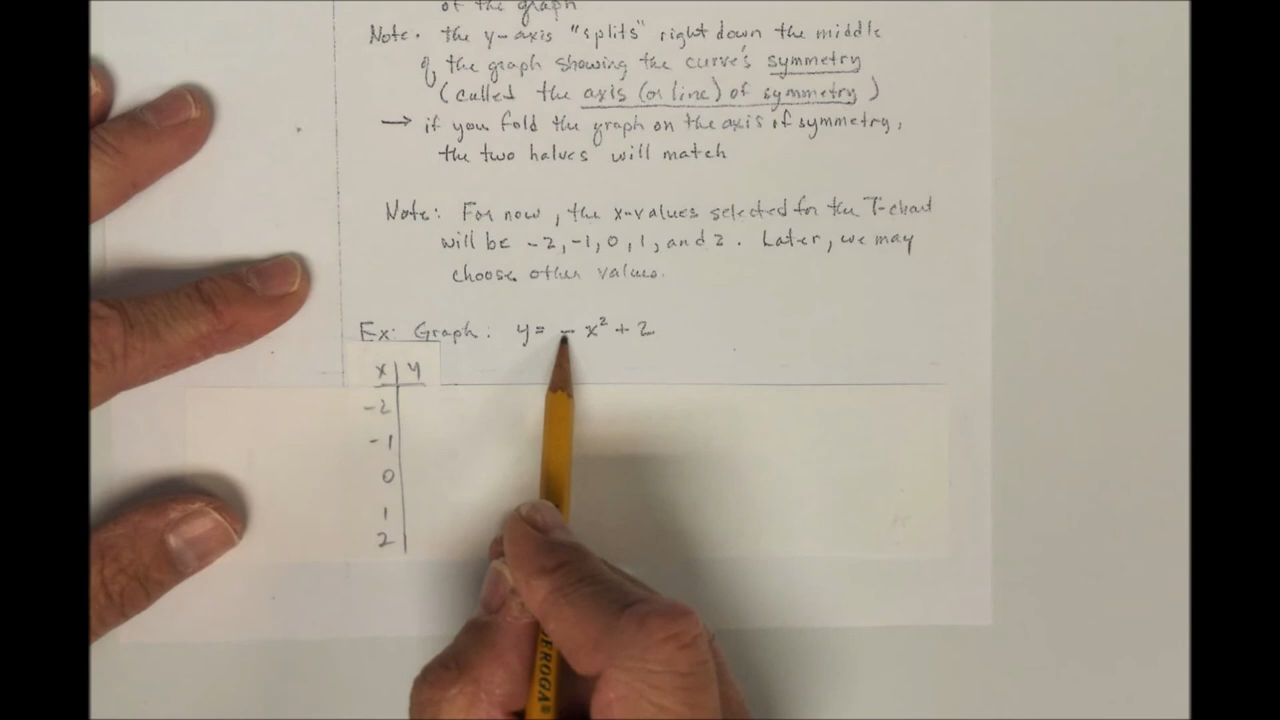 of the graph
Note. the y-axis "splits" right down the middle
of the graph showing the curve's symmetry
(called the axis (or line) of symmetry)
→ if you fold the graph on the axis of symmetry,
the two halves will match
Note: For now, the x-values selected for the T-chart
will be -2, -1, 0, 1, and 2. Later, we may
choose other values.
Ex: Graph: y = - x² + 2
x | y
-2
-1
0
1
2